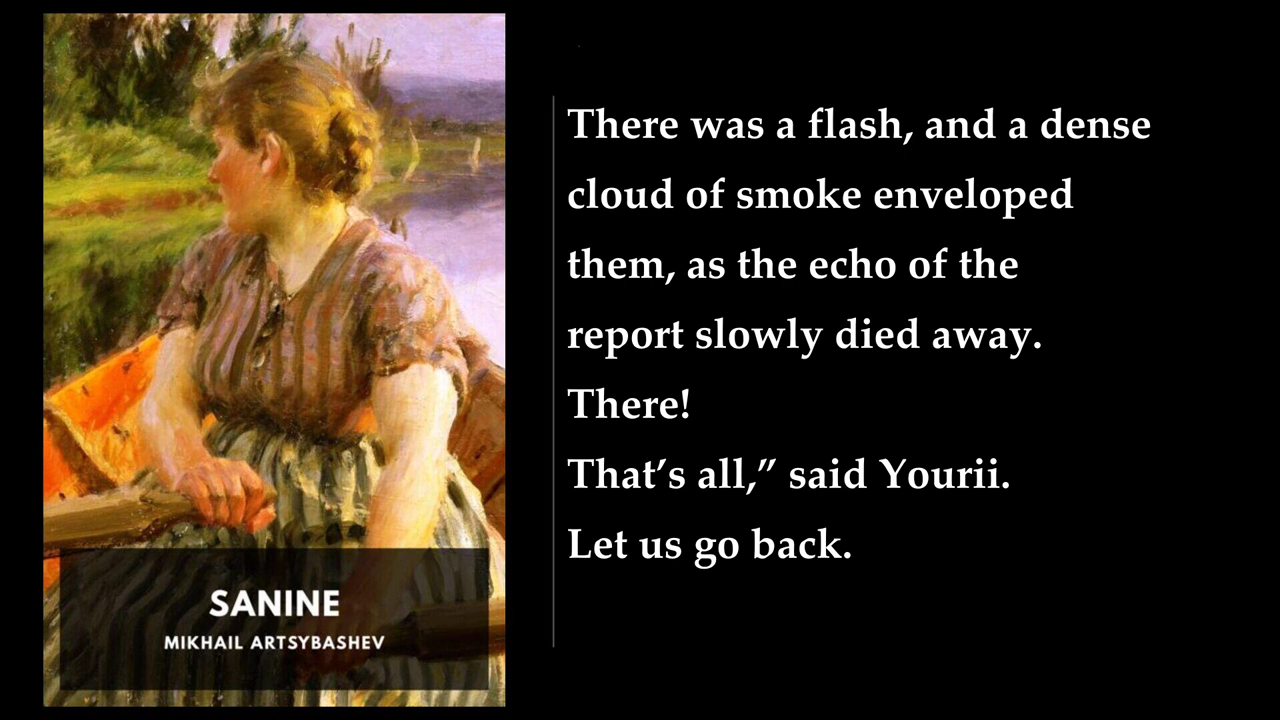 There was a flash, and a dense
cloud of smoke enveloped
them, as the echo of the
report slowly died away.
There!
That’s all,” said Yourii.
Let us go back.
SANINE
MIKHAIL ARTSYBASHEV